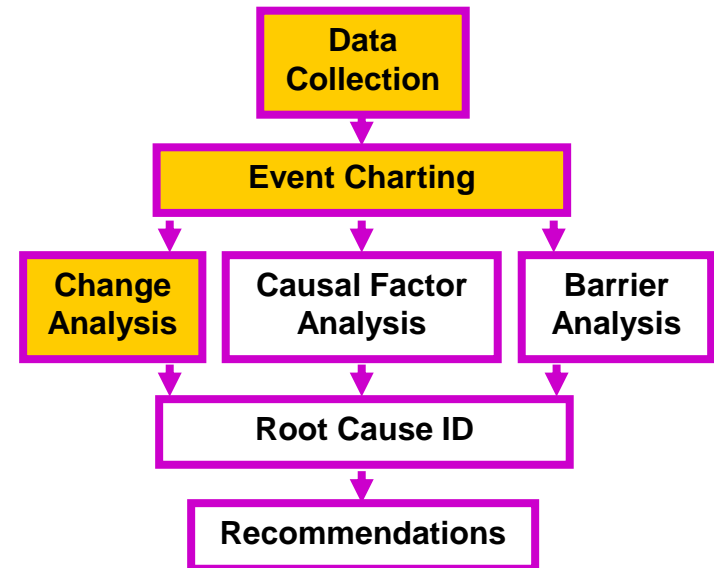 Data
Collection
Event Charting
Change
Analysis
Causal Factor
Analysis
Barrier
Analysis
Root Cause ID
Recommendations